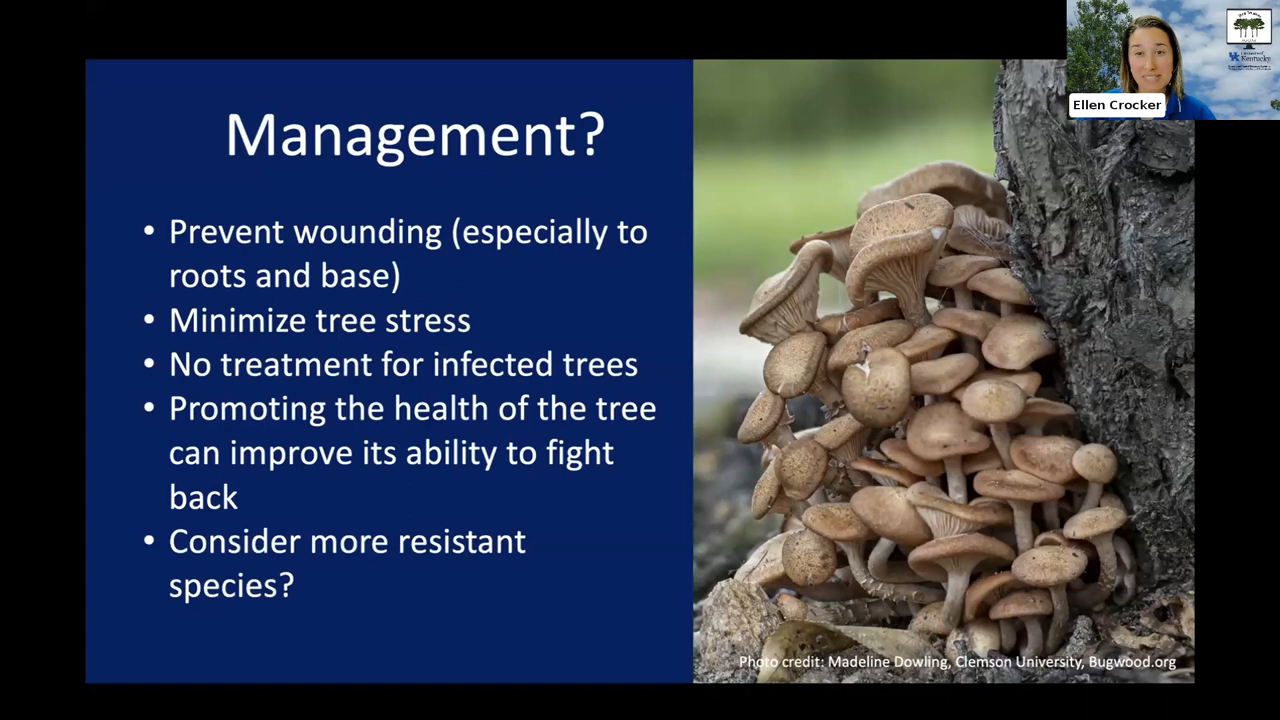 Management?
• Prevent wounding (especially to
roots and base)
• Minimize tree stress
• No treatment for infected trees
• Promoting the health of the tree
can improve its ability to fight
back
• Consider more resistant
species?
Photo credit: Madeline Dowling, Clemson University, Bugwood.org
Ellen Crocker
Kentucky